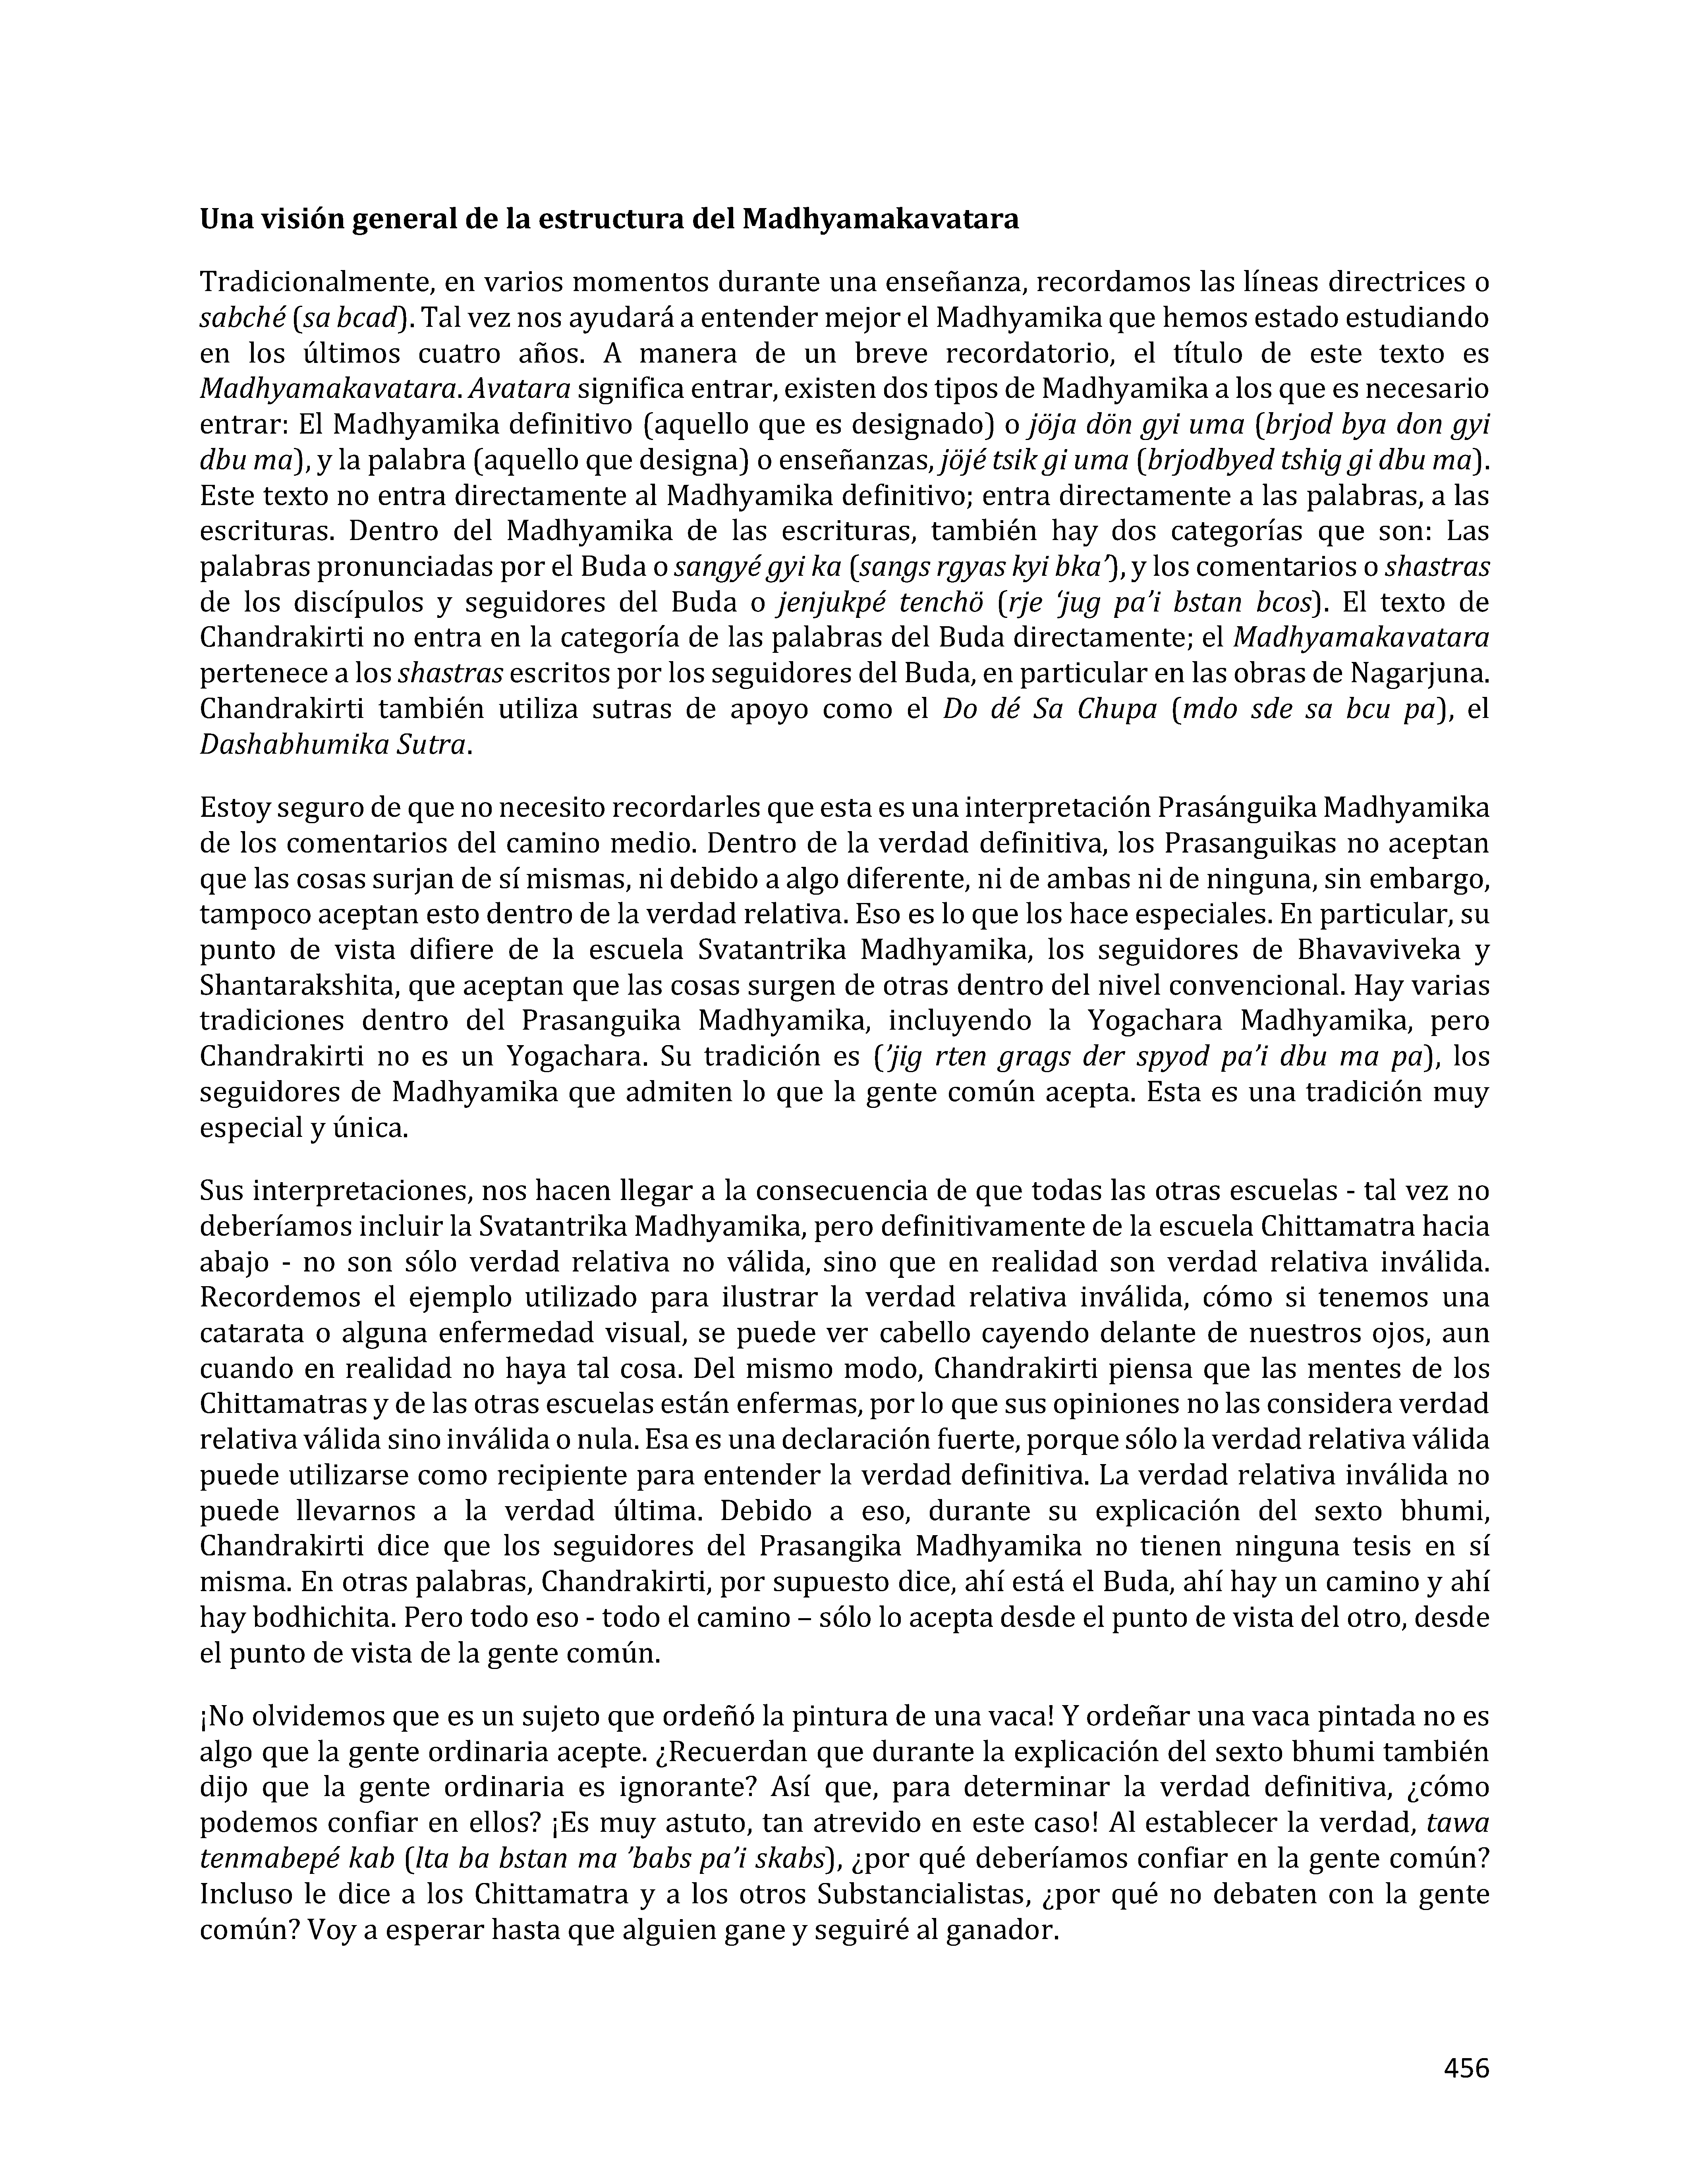 Una visión general de la estructura del Madhyamakavatara
Tradicionalmente, en varios momentos durante una enseñanza, recordamos las líneas directrices o
sabché (sa bcad). Tal vez nos ayudará a entender mejor el Madhyamika que hemos estado estudiando
en los últimos cuatro años. A manera de un breve recordatorio, el título de este texto es
Madhyamakavatara. Avatara significa entrar, existen dos tipos de Madhyamika a los que es necesario
entrar: El Madhyamika definitivo (aquello que es designado) o jöja dön gyi uma (brjod bya don gyi
dbu ma), y la palabra (aquello que designa) o enseñanzas, jöjé tsik gi uma (brjodbyed tshig gi dbu ma).
Este texto no entra directamente al Madhyamika definitivo; entra directamente a las palabras, a las
escrituras. Dentro del Madhyamika de las escrituras, también hay dos categorías que son: Las
palabras pronunciadas por el Buda o sangyé gyi ka (sangs rgyas kyi bka’), y los comentarios o shastras
de los discípulos y seguidores del Buda o jenjukpé tenchö (rje ‘jug pa’i bstan bcos). El texto de
Chandrakirti no entra en la categoría de las palabras del Buda directamente; el Madhyamakavatara
pertenece a los shastras escritos por los seguidores del Buda, en particular en las obras de Nagarjuna.
Chandrakirti también utiliza sutras de apoyo como el Do dé Sa Chupa (mdo sde sa bcu pa), el
Dashabhumika Sutra.
Estoy seguro de que no necesito recordarles que esta es una interpretación Prasánguika Madhyamika
de los comentarios del camino medio. Dentro de la verdad definitiva, los Prasanguikas no aceptan
que las cosas surjan de sí mismas, ni debido a algo diferente, ni de ambas ni de ninguna, sin embargo,
tampoco aceptan esto dentro de la verdad relativa. Eso es lo que los hace especiales. En particular, su
punto de vista difiere de la escuela Svatantrika Madhyamika, los seguidores de Bhavaviveka y
Shantarakshita, que aceptan que las cosas surgen de otras dentro del nivel convencional. Hay varias
tradiciones dentro del Prasanguika Madhyamika, incluyendo la Yogachara Madhyamika, pero
Chandrakirti no es un Yogachara. Su tradición es (’jig rten grags der spyod pa’i dbu ma pa), los
seguidores de Madhyamika que admiten lo que la gente común acepta. Esta es una tradición muy
especial y única.
Sus interpretaciones, nos hacen llegar a la consecuencia de que todas las otras escuelas - tal vez no
deberíamos incluir la Svatantrika Madhyamika, pero definitivamente de la escuela Chittamatra hacia
abajo - no son sólo verdad relativa no válida, sino que en realidad son verdad relativa inválida.
Recordemos el ejemplo utilizado para ilustrar la verdad relativa inválida, cómo si tenemos una
catarata o alguna enfermedad visual, se puede ver cabello cayendo delante de nuestros ojos, aun
cuando en realidad no haya tal cosa. Del mismo modo, Chandrakirti piensa que las mentes de los
Chittamatras y de las otras escuelas están enfermas, por lo que sus opiniones no las considera verdad
relativa válida sino inválida o nula. Esa es una declaración fuerte, porque sólo la verdad relativa válida
puede utilizarse como recipiente para entender la verdad definitiva. La verdad relativa inválida no
puede llevarnos a la verdad última. Debido a eso, durante su explicación del sexto bhumi,
Chandrakirti dice que los seguidores del Prasangika Madhyamika no tienen ninguna tesis en sí
misma. En otras palabras, Chandrakirti, por supuesto dice, ahí está el Buda, ahí hay un camino y ahí
hay bodhichita. Pero todo eso - todo el camino – sólo lo acepta desde el punto de vista del otro, desde
el punto de vista de la gente común.
¡No olvidemos que es un sujeto que ordeñó la pintura de una vaca! Y ordeñar una vaca pintada no es
algo que la gente ordinaria acepte. ¿Recuerdan que durante la explicación del sexto bhumi también
dijo que la gente ordinaria es ignorante? Así que, para determinar la verdad definitiva, ¿cómo
podemos confiar en ellos? ¡Es muy astuto, tan atrevido en este caso! Al establecer la verdad, tawa
tenmabepé kab (lta ba bstan ma ’babs pa’i skabs), ¿por qué deberíamos confiar en la gente común?
Incluso le dice a los Chittamatra y a los otros Substancialistas, ¿por qué no debaten con la gente
común? Voy a esperar hasta que alguien gane y seguiré al ganador.
456